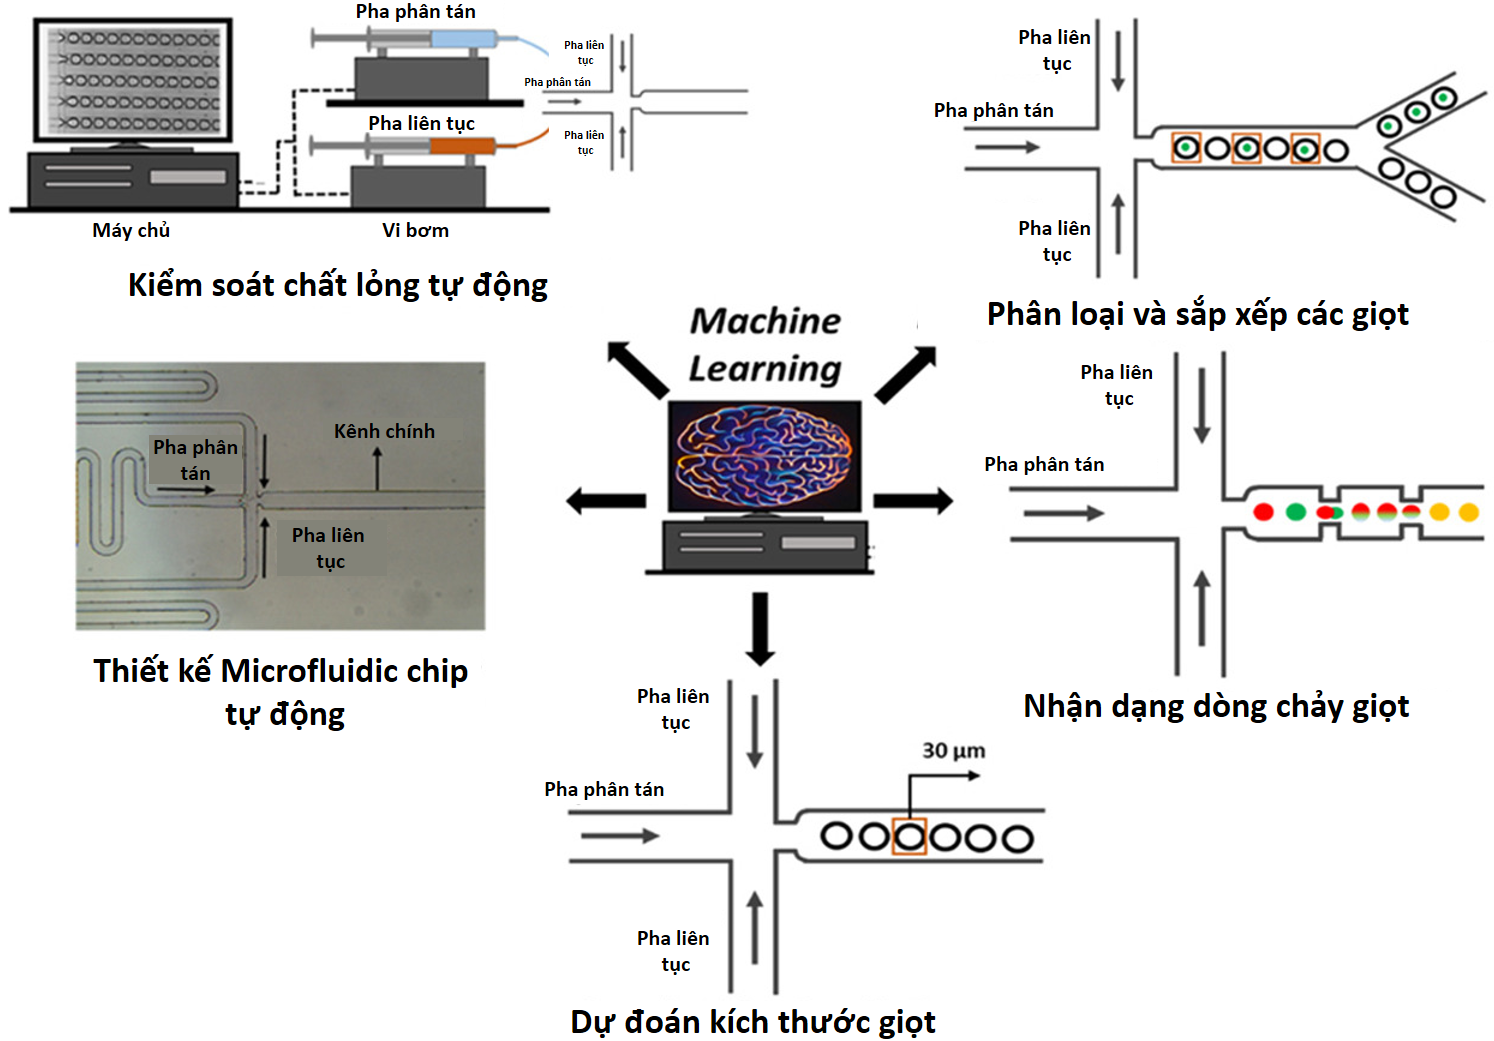 Pha phân tán
Pha liên
tục
Pha phân tán
Pha liên tục
Pha liên
tục
Máy chủ
Vi bơm
Kiểm soát chất lỏng tự động
Pha liên
tục
Pha phân tán
Pha liên
tục
Phân loại và sắp xếp các giọt
Machine
Learning
Kênh chính
Pha phân
tán
Pha liên
tục
Thiết kế Microfluidic chip
tự động
Pha liên
tục
Pha phân tán
Nhận dạng dòng chảy giọt
Pha liên
tục
30 µm
Pha phân tán
Pha liên
tục
Dự đoán kích thước giọt